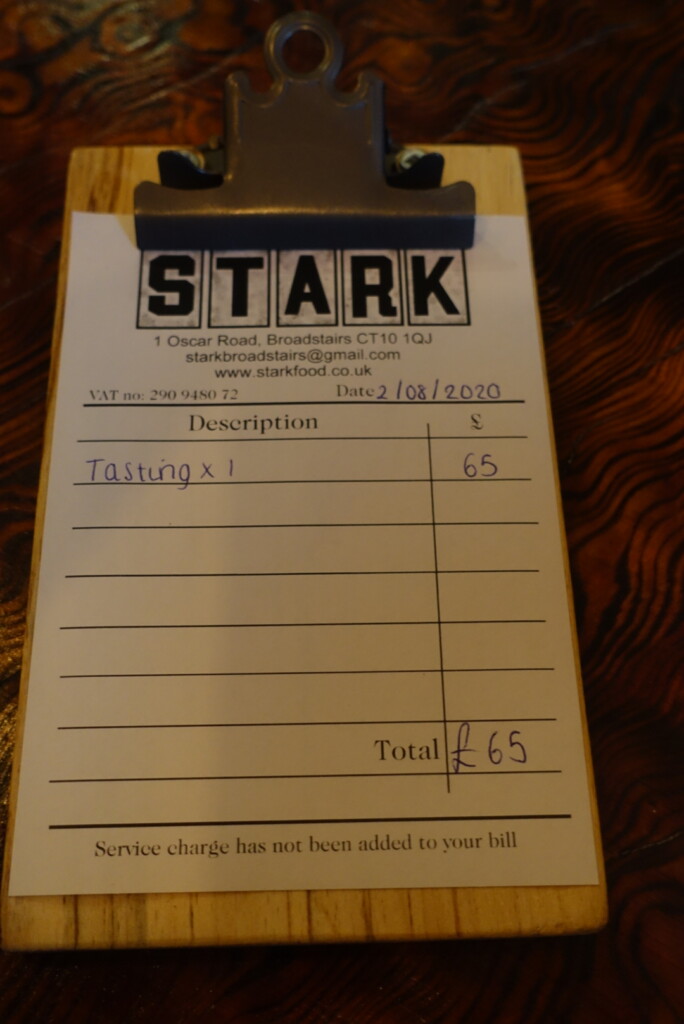 STARK
1 Oscar Road, Broadstairs CT10 1QJ
starkbroadstairs@gmail.com
www.starkfood.co.uk
VAT no: 290 9480 72 Date 2/08/2020
Description £
Tasting x 1 65
Total £65
Service charge has not been added to your bill